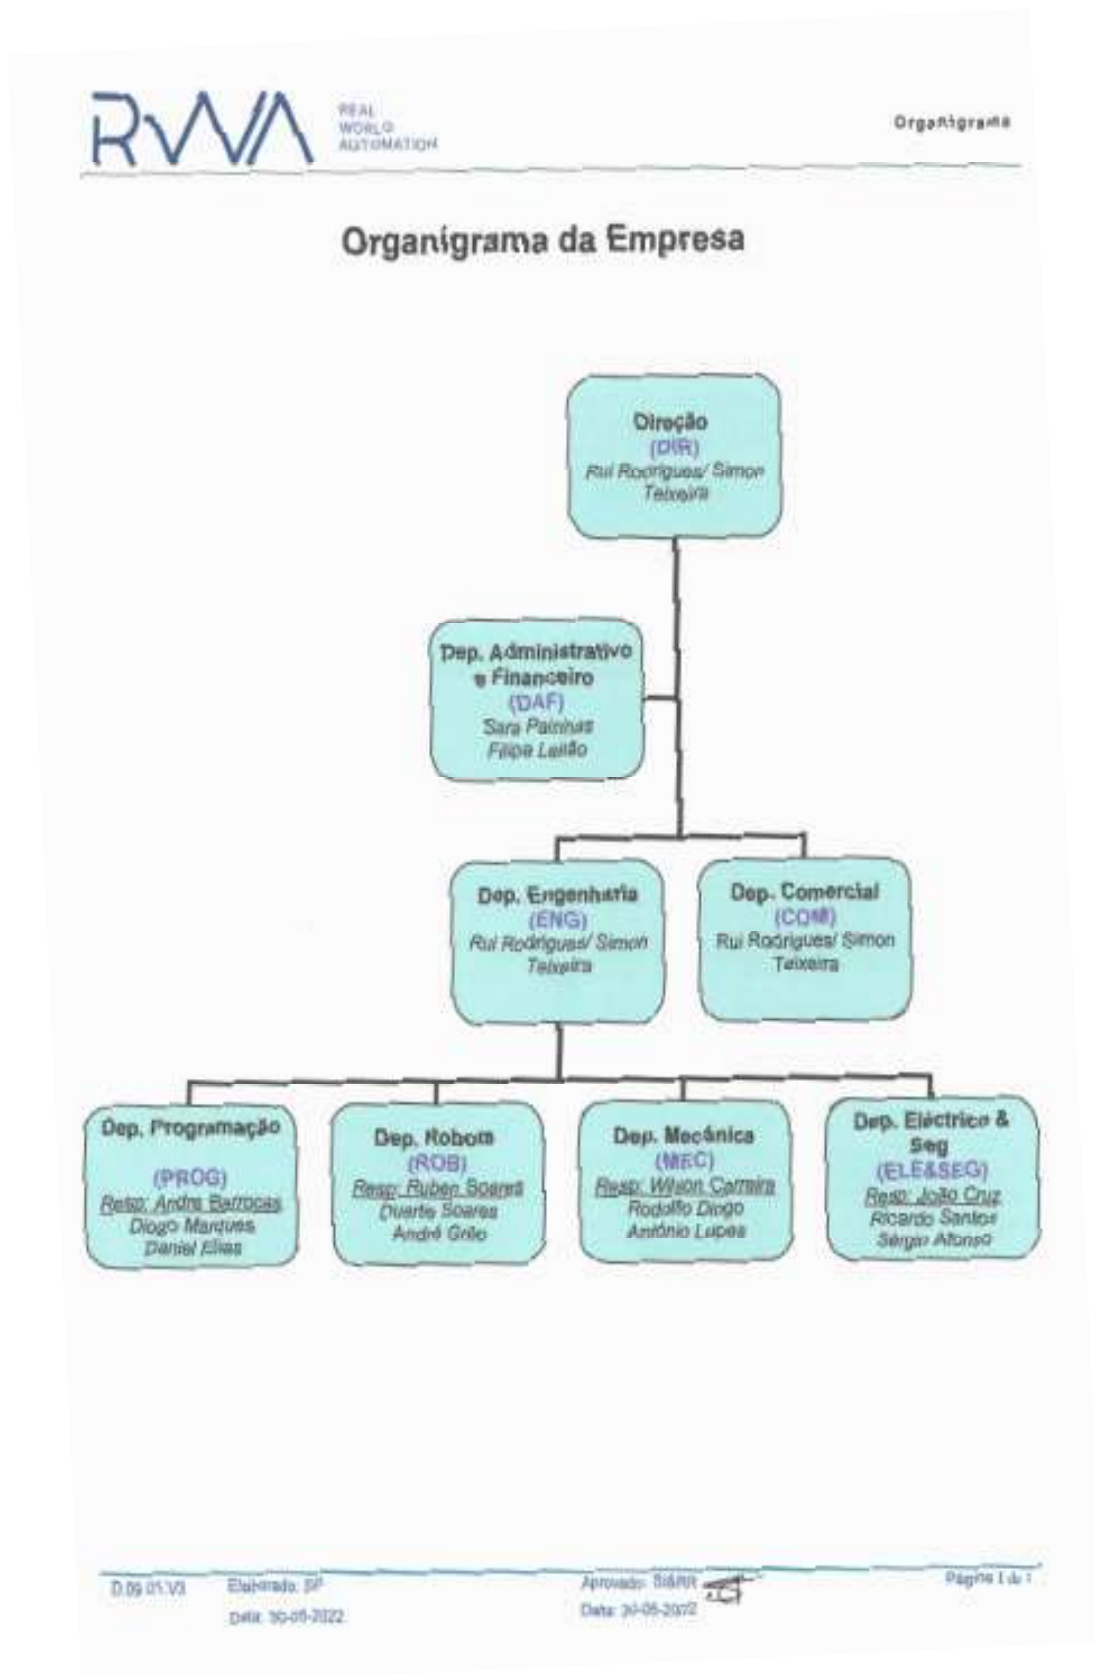 RWA
REAL
WORLD
AUTOMATION
Organigrama
Organigrama da Empresa
Direção
(DIR)
Rui Rodrigues/ Simon
Teixeira
Dep. Administrativo
e Financeiro
(DAF)
Sara Painhas
Filipe Leitão
Dep. Engenharia
(ENG)
Rui Rodrigues/ Simon
Teixeira
Dep. Comercial
(COM)
Rui Rodrigues/ Simon
Teixeira
Dep. Programação
(PROG)
Resp: Andre Barrocas
Diogo Marques
Daniel Elias
Dep. Robots
(ROB)
Resp: Ruben Soares
Duarte Soares
André Grilo
Dep. Mecânica
(MEC)
Resp: Wilson Carreira
Rodolfo Diogo
António Lopes
Dep. Eléctrico &
Seg
(ELE&SEG)
Resp: João Cruz
Ricardo Santos
Sérgio Afonso
D.09.01.V3
Elaborado: SP
Data: 30-05-2022
Aprovado:
Data: 30-05-2022
Página 1 de 1